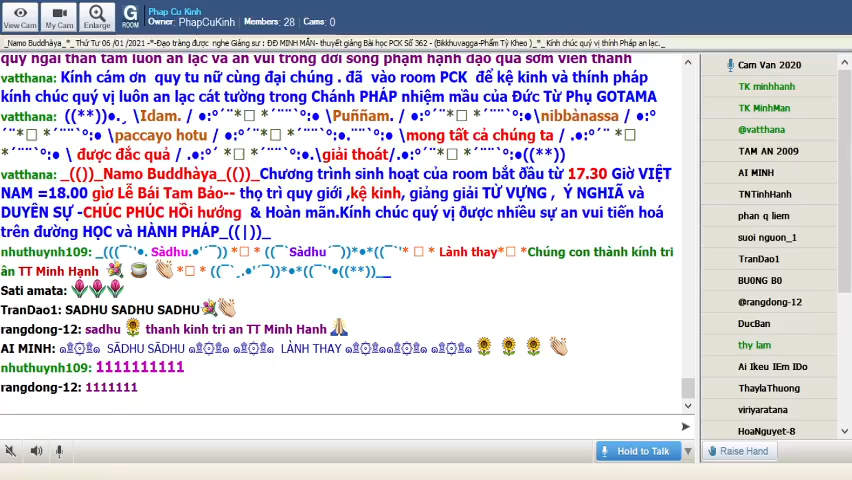 Phap Cu Kinh
Owner: PhapCuKinh Members: 28 Cams: 0
View Cam
My Cam
Enlarge
G
ROOM
_Namo Buddhàya_*_ Thứ Tư 06 /01 /2021 -*-Đạo tràng được nghe Giảng sư : ĐĐ MINH MẪN- thuyết giảng Bài học PCK Số 362 - (Bikkhuvagga-Phẩm Tỳ Kheo )_*_ Kính chúc quý vị thính Pháp an lạc._
quý ngài thân tâm luôn an lạc và an vui trong đời sống phạm hạnh đạo quả sớm viên thành
vatthana: Kính cám ơn quy tu nữ cùng đại chúng . đã vào room PCK để kệ kinh và thính pháp
kính chúc quý vị luôn an lạc cát tường trong Chánh PHÁP nhiệm mầu của Đức Từ Phụ GOTAMA
vatthana: ((**))●.¸ \Idam. / ●:°´¨*□ *´¨¨`°:● \Puññam. / ●:°´¨*□ *´¨¨`°:● \nibbànassa / ●:°
´¨*□ *´¨¨`°:● \paccayo hotu / ●:°´¨*□ *´¨¨`°:●.¨¨`°:● \mong tất cả chúng ta / .●:°´¨ *□
*´¨¨`°:● \ được đắc quả / .●:°´ *□ *´¨¨`°:●.\giải thoát/.●:°´¨*□ *´¨¨`°:●((**))
vatthana: _(())_Namo Buddhàya_(())_Chương trình sinh hoạt của room bắt đầu từ 17.30 Giờ VIỆT
NAM =18.00 giờ Lễ Bái Tam Bảo-- thọ trì quy giới ,kệ kinh, giảng giải TỪ VỰNG , Ý NGHĨA và
DUYÊN SỰ -CHÚC PHÚC HỒi hướng & Hoàn mãn.Kính chúc quý vị được nhiều sự an vui tiến hoá
trên đường HỌC và HÀNH PHÁP_((|))_
nhuthuynh109: _(((¯`'●. Sàdhu.●'´¯)) *□ * ((¯`Sàdhu´¯))*●*((¯`'* □ * Lành thay*□ *Chúng con thành kính tri
ân TT Minh Hạnh *□ * ((¯`¸.●'´¯))*●*((¯`'●((**))__
Sati amata:
TranDao1: SADHU SADHU SADHU
rangdong-12: sadhu thanh kinh tri an TT Minh Hanh
AI MINH: SĀDHU SĀDHU LÀNH THAY
nhuthuynh109: 1111111111
rangdong-12: 1111111
Hold to Talk
Raise Hand
Cam Van 2020
TK minhhanh
TK MinhMan
@vatthana
TAM AN 2009
AI MINH
TNTinhHanh
phan q liem
suoi nguon_1
TranDao1
BU0NG B0
@rangdong-12
DucBan
thy lam
Ai Ikeu IEm IDo
ThaylaThuong
viriyaratana
HoaNguyet-8